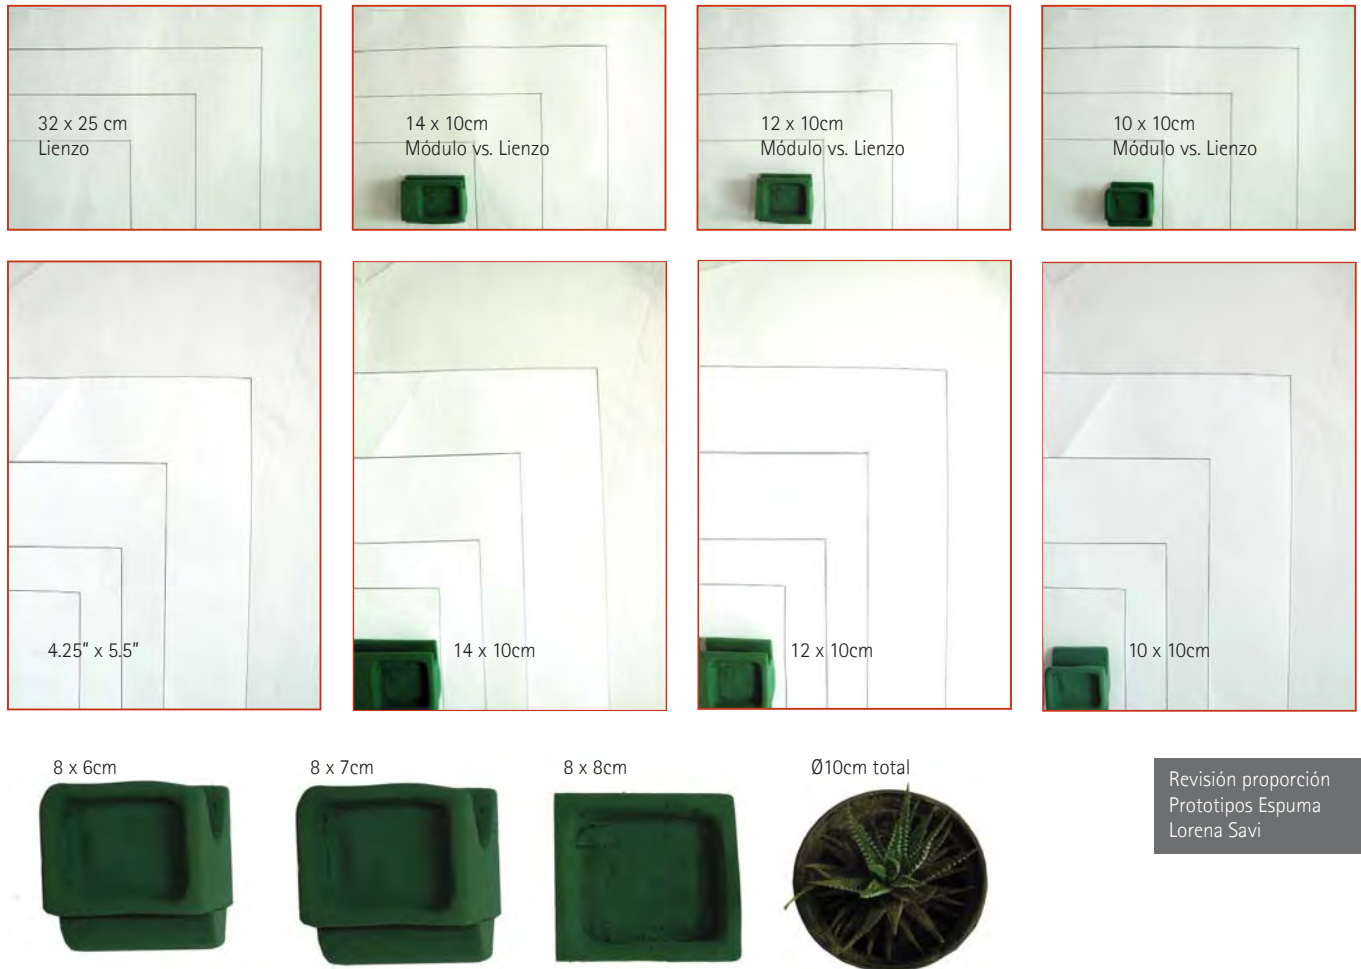 32 x 25 cm
Lienzo
14 x 10cm
Módulo vs. Lienzo
12 x 10cm
Módulo vs. Lienzo
10 x 10cm
Módulo vs. Lienzo
4.25” x 5.5”
14 x 10cm
12 x 10cm
10 x 10cm
8 x 6cm
8 x 7cm
8 x 8cm
Ø10cm total
Revisión proporción
Prototipos Espuma
Lorena Savi